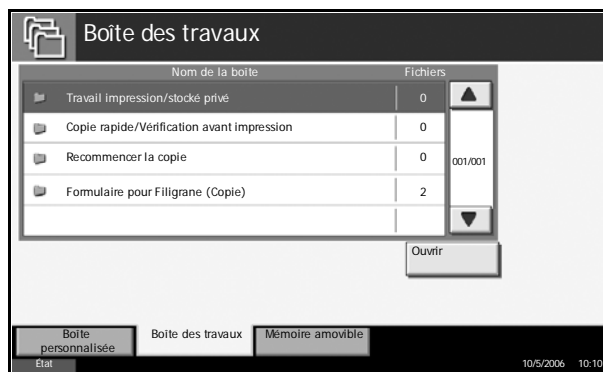 Boîte des travaux
Nom de la boîte Fichiers
Travail impression/stocké privé 0
Copie rapide/Vérification avant impression 0
Recommencer la copie 0
001/001
Formulaire pour Filigrane (Copie) 2
Ouvrir
Boîte personnalisée
Boîte des travaux
Mémoire amovible
État
10/5/2006 10:10